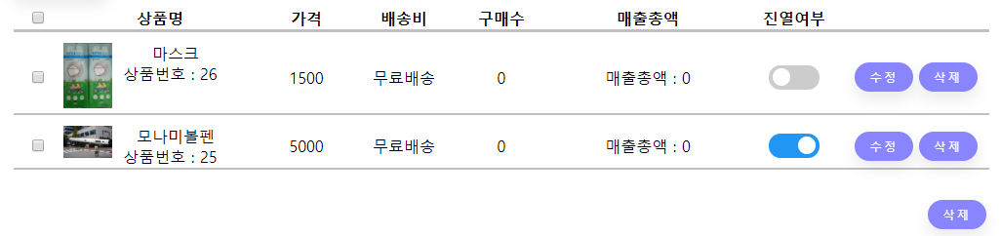 상품명 가격 배송비 구매수 매출총액 진열여부
마스크
상품번호 : 26
1500 무료배송 0 매출총액 : 0 수정 삭제
모나미볼펜
상품번호 : 25
5000 무료배송 0 매출총액 : 0 수정 삭제
삭제